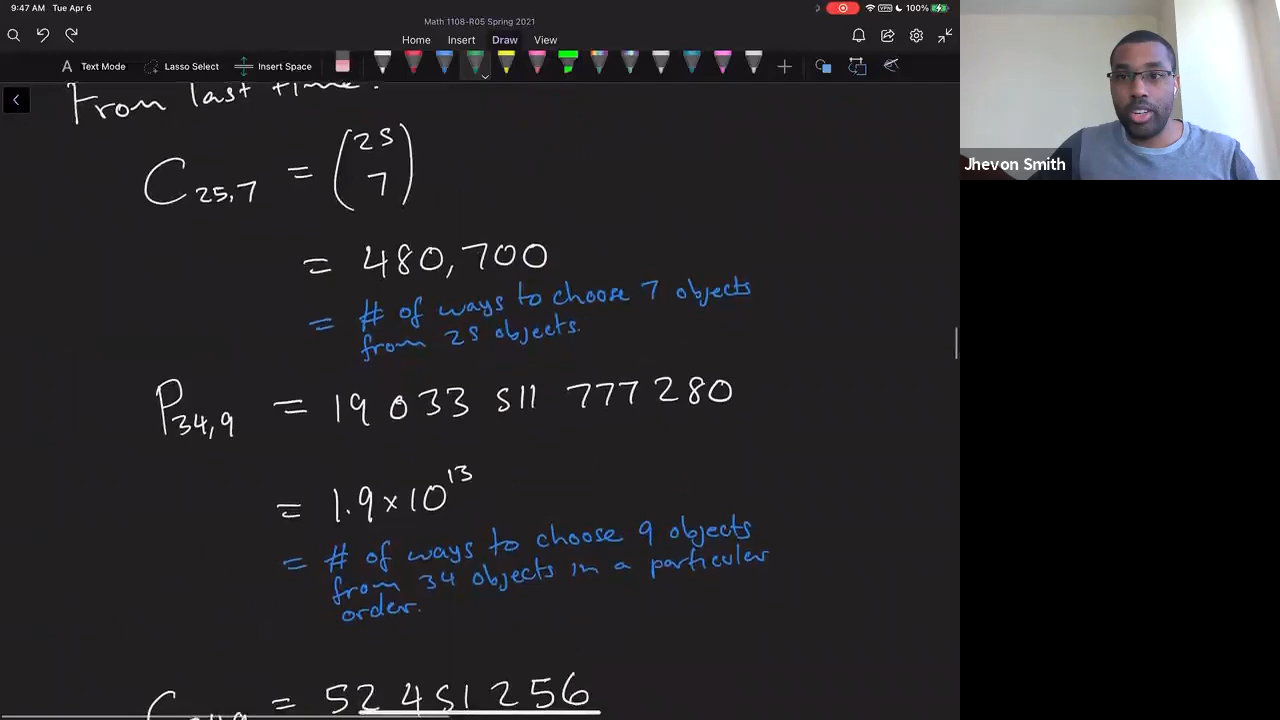 9:47 AM Tue Apr 6
100%
Math 1108-R05 Spring 2021
Home Insert Draw View
Text Mode Lasso Select Insert Space
From last time:
C 25,7 = (25 7)
= 480,700
= # of ways to choose 7 objects
from 25 objects.
P 34,9 = 19 033 511 777 280
= 1.9 × 10^13
= # of ways to choose 9 objects
from 34 objects in a particular
order.
= 52 451 256
Jhevon Smith